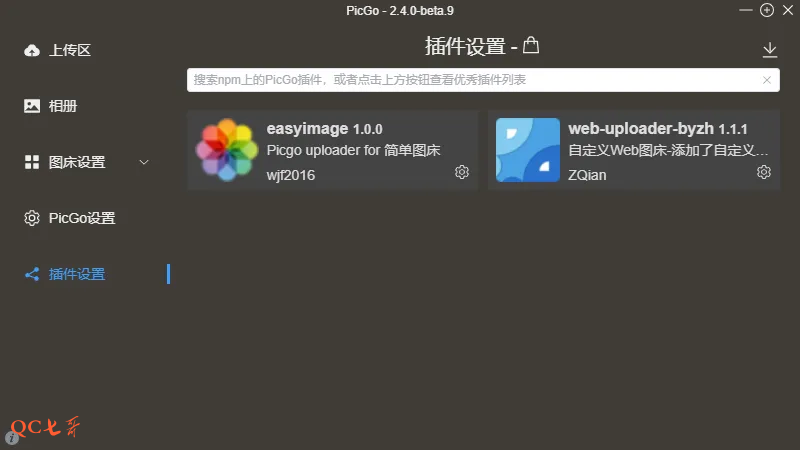 PicGo - 2.4.0-beta.9
上传区
相册
图床设置
PicGo设置
插件设置
插件设置 -
搜索npm上的PicGo插件，或者点击上方按钮查看优秀插件列表
easyimage 1.0.0
Picgo uploader for 简单图床
wjf2016
web-uploader-byzh 1.1.1
自定义Web图床-添加了自定义…
ZQian
QC七哥